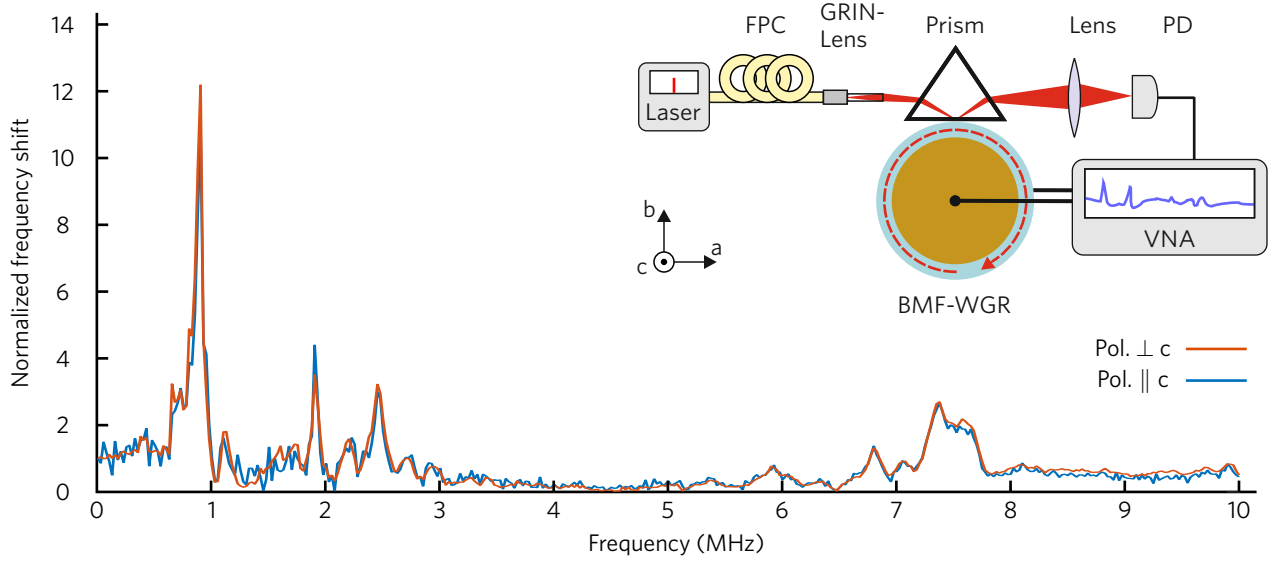 14
12
10
8
6
4
2
0
Normalized frequency shift
0 1 2 3 4 5 6 7 8 9 10
Frequency (MHz)
FPC
GRIN-
Lens
Prism
Lens
PD
Laser
VNA
b
a
c
BMF-WGR
Pol. ⊥ c
Pol. ∥ c